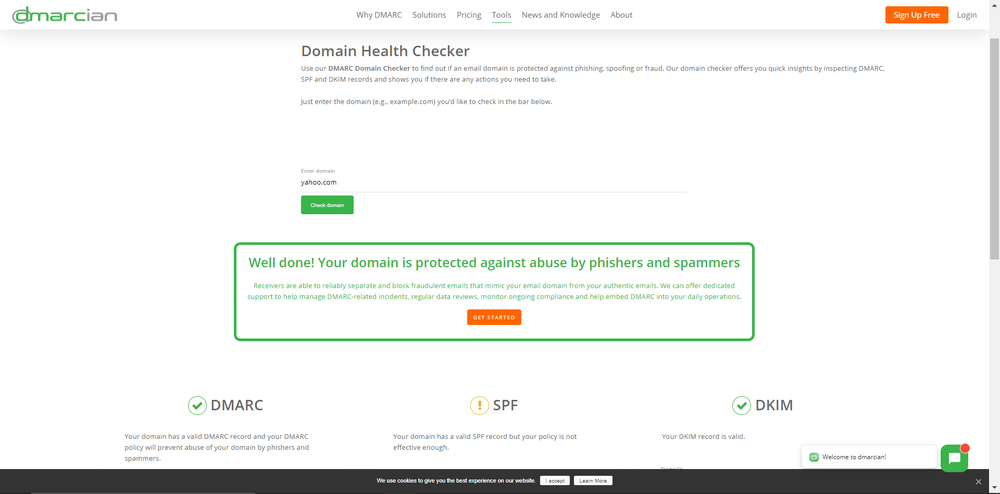 dmarcian
Why DMARC Solutions Pricing Tools News and Knowledge About
Sign Up Free Login
Domain Health Checker
Use our DMARC Domain Checker to find out if an email domain is protected against phishing, spoofing or fraud. Our domain checker offers you quick insights by inspecting DMARC,
SPF and DKIM records and shows you if there are any actions you need to take.
Just enter the domain (e.g., example.com) you'd like to check in the bar below.
Enter domain
yahoo.com
Check domain
Well done! Your domain is protected against abuse by phishers and spammers
Receivers are able to reliably separate and block fraudulent emails that mimic your email domain from your authentic emails. We can offer dedicated
support to help manage DMARC-related incidents, regular data reviews, monitor ongoing compliance and help embed DMARC into your daily operations.
GET STARTED
DMARC
Your domain has a valid DMARC record and your DMARC
policy will prevent abuse of your domain by phishers and
spammers.
SPF
Your domain has a valid SPF record but your policy is not
effective enough.
DKIM
Your DKIM record is valid.
Details
Welcome to dmarcian!
We use cookies to give you the best experience on our website. I accept Learn More